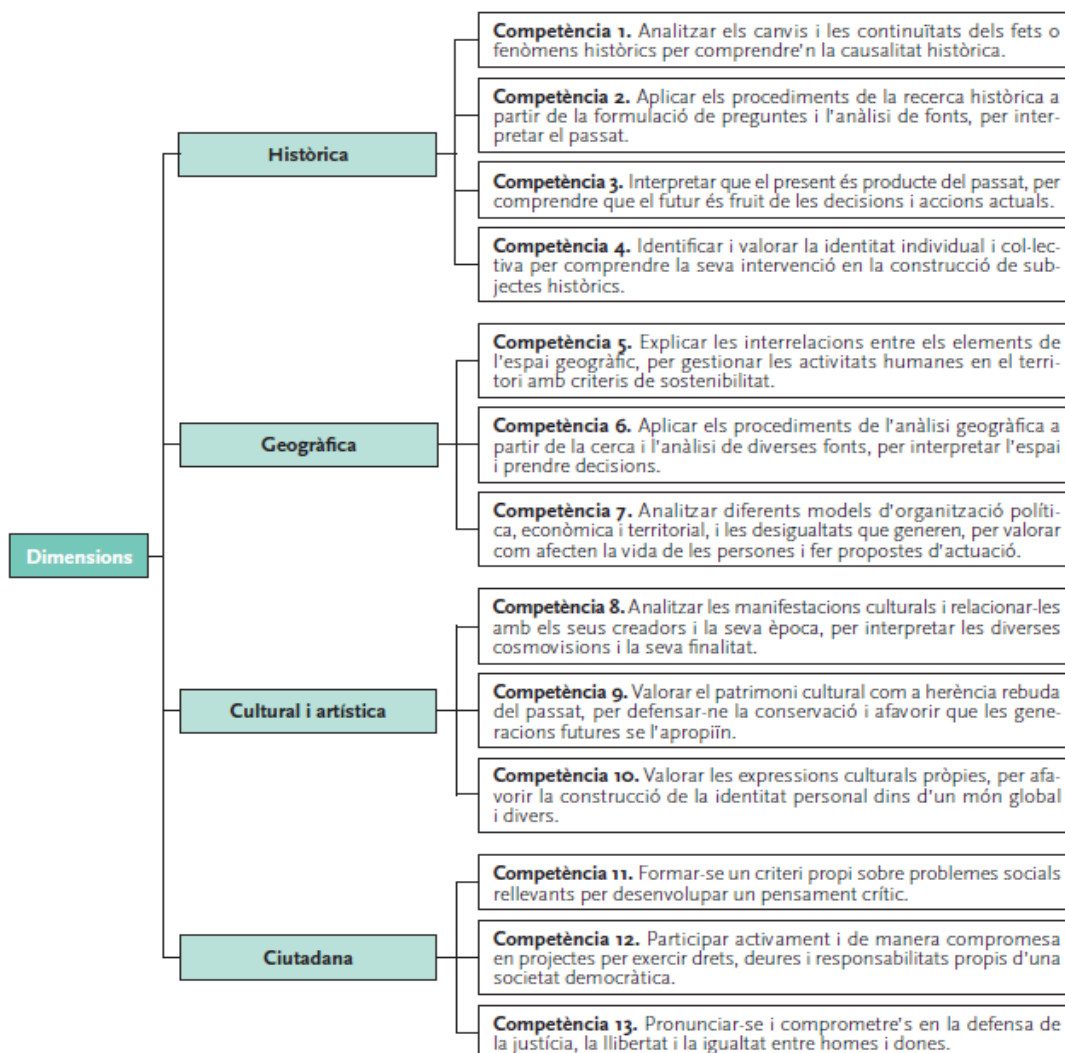 Competència 1. Analitzar els canvis i les continuïtats dels fets o
fenòmens històrics per comprendre'n la causalitat històrica.
Competència 2. Aplicar els procediments de la recerca històrica a
partir de la formulació de preguntes i l'anàlisi de fonts, per inter-
pretar el passat.
Històrica
Competència 3. Interpretar que el present és producte del passat, per
comprendre que el futur és fruit de les decisions i accions actuals.
Competència 4. Identificar i valorar la identitat individual i col·lec-
tiva per comprendre la seva intervenció en la construcció de sub-
jectes històrics.
Competència 5. Explicar les interrelacions entre els elements de
l'espai geogràfic, per gestionar les activitats humanes en el terri-
tori amb criteris de sostenibilitat.
Geogràfica
Competència 6. Aplicar els procediments de l'anàlisi geogràfica a
partir de la cerca i l'anàlisi de diverses fonts, per interpretar l'espai
i prendre decisions.
Competència 7. Analitzar diferents models d'organització políti-
ca, econòmica i territorial, i les desigualtats que generen, per valorar
com afecten la vida de les persones i fer propostes d'actuació.
Dimensions
Competència 8. Analitzar les manifestacions culturals i relacionar-les
amb els seus creadors i la seva època, per interpretar les diverses
cosmovisions i la seva finalitat.
Cultural i artística
Competència 9. Valorar el patrimoni cultural com a herència rebuda
del passat, per defensar-ne la conservació i afavorir que les gene-
racions futures se l'apropiïn.
Competència 10. Valorar les expressions culturals pròpies, per afa-
vorir la construcció de la identitat personal dins d'un món global
i divers.
Competència 11. Formar-se un criteri propi sobre problemes socials
rellevants per desenvolupar un pensament crític.
Ciutadana
Competència 12. Participar activament i de manera compromesa
en projectes per exercir drets, deures i responsabilitats propis d'una
societat democràtica.
Competència 13. Pronunciar-se i comprometre's en la defensa de
la justícia, la llibertat i la igualtat entre homes i dones.